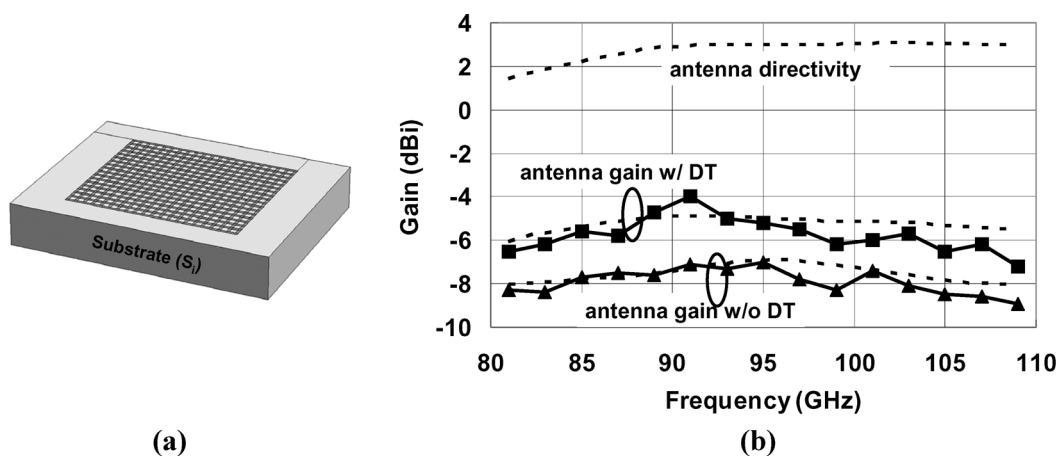 Substrate (Si)
(a)
Gain (dBi)
4
2
0
-2
-4
-6
-8
-10
antenna directivity
antenna gain w/ DT
antenna gain w/o DT
80 85 90 95 100 105 110
Frequency (GHz)
(b)